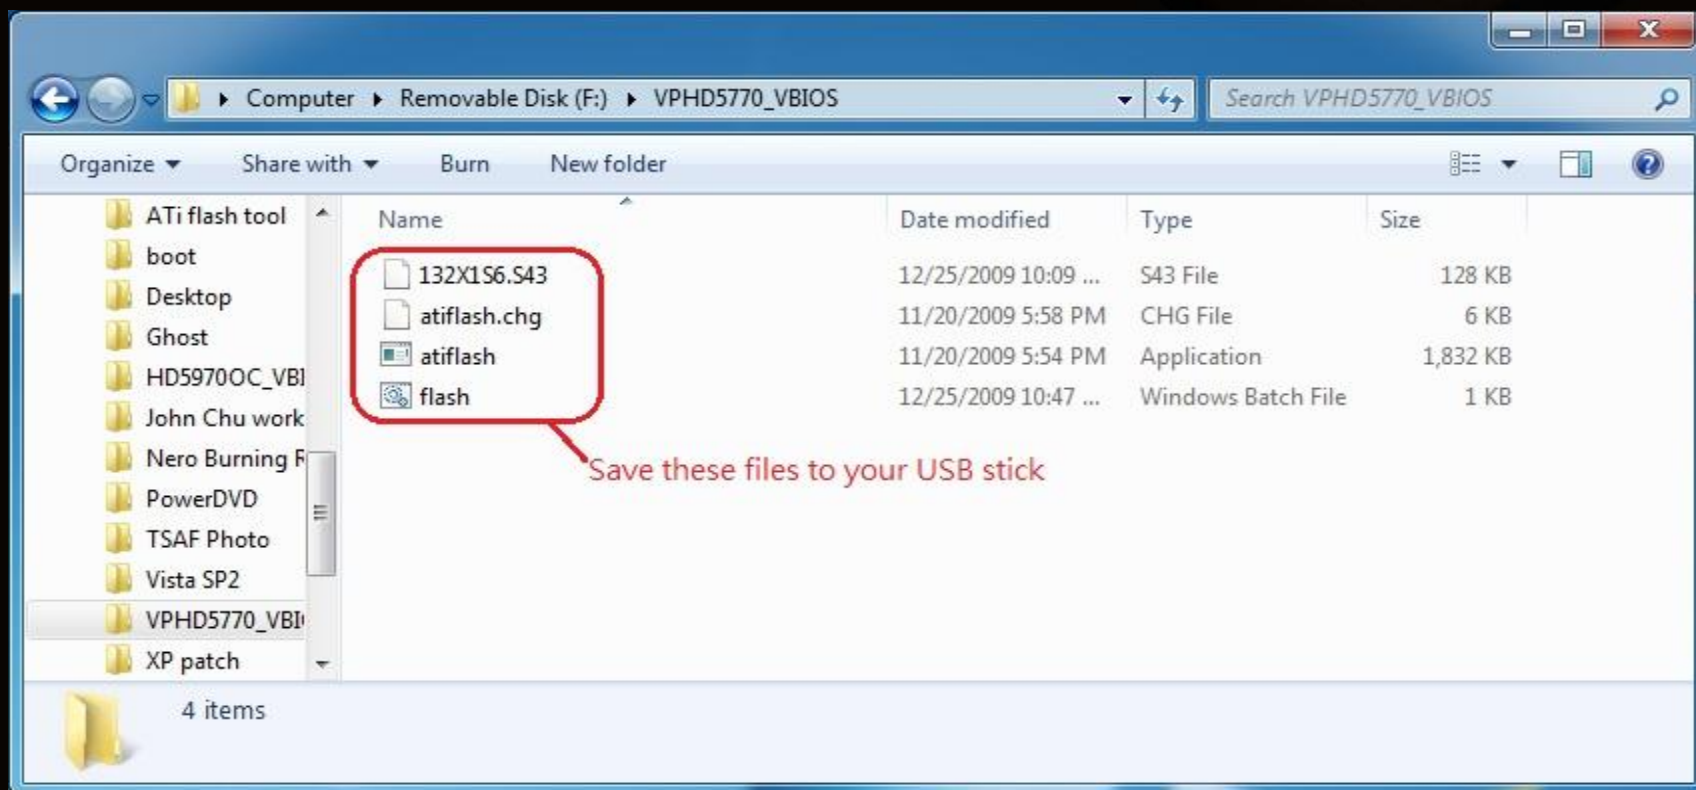 Computer ▸ Removable Disk (F:) ▸ VPHD5770_VBIOS
Search VPHD5770_VBIOS
Organize Share with Burn New folder
ATi flash tool
boot
Desktop
Ghost
HD5970OC_VBI
John Chu work
Nero Burning R
PowerDVD
TSAF Photo
Vista SP2
VPHD5770_VBI
XP patch
Name Date modified Type Size
132X1S6.S43 12/25/2009 10:09 ... S43 File 128 KB
atiflash.chg 11/20/2009 5:58 PM CHG File 6 KB
atiflash 11/20/2009 5:54 PM Application 1,832 KB
flash 12/25/2009 10:47 ... Windows Batch File 1 KB
Save these files to your USB stick
4 items